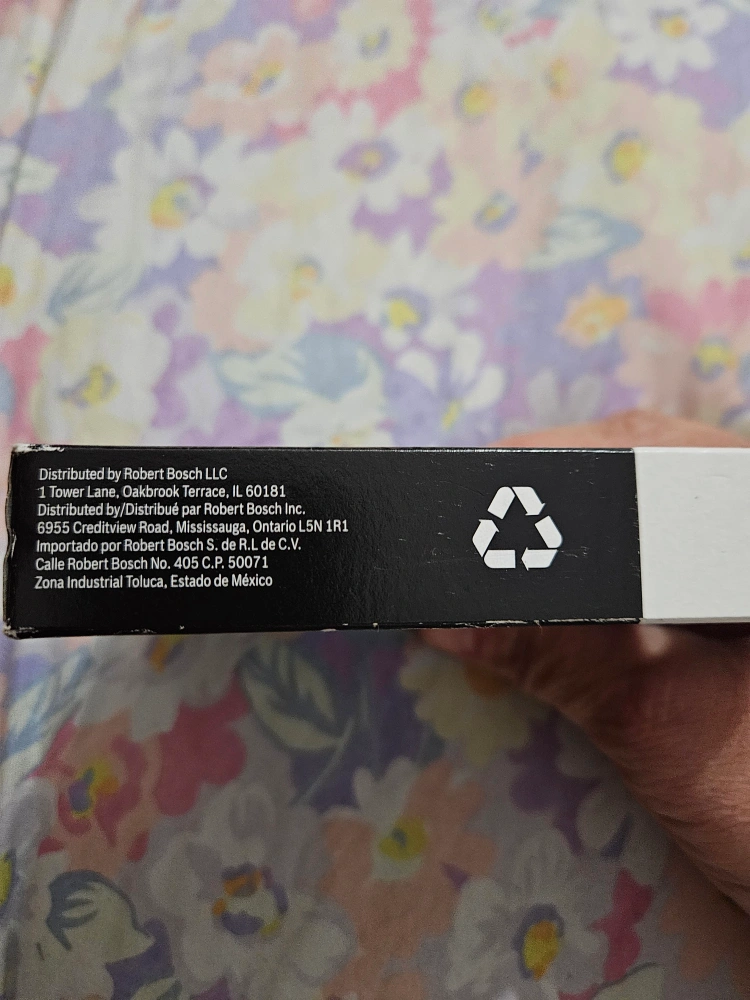 Distributed by Robert Bosch LLC
1 Tower Lane, Oakbrook Terrace, IL 60181
Distributed by/Distribué par Robert Bosch Inc.
6955 Creditview Road, Mississauga, Ontario L5N 1R1
Importado por Robert Bosch S. de R.L de C.V.
Calle Robert Bosch No. 405 C.P. 50071
Zona Industrial Toluca, Estado de México